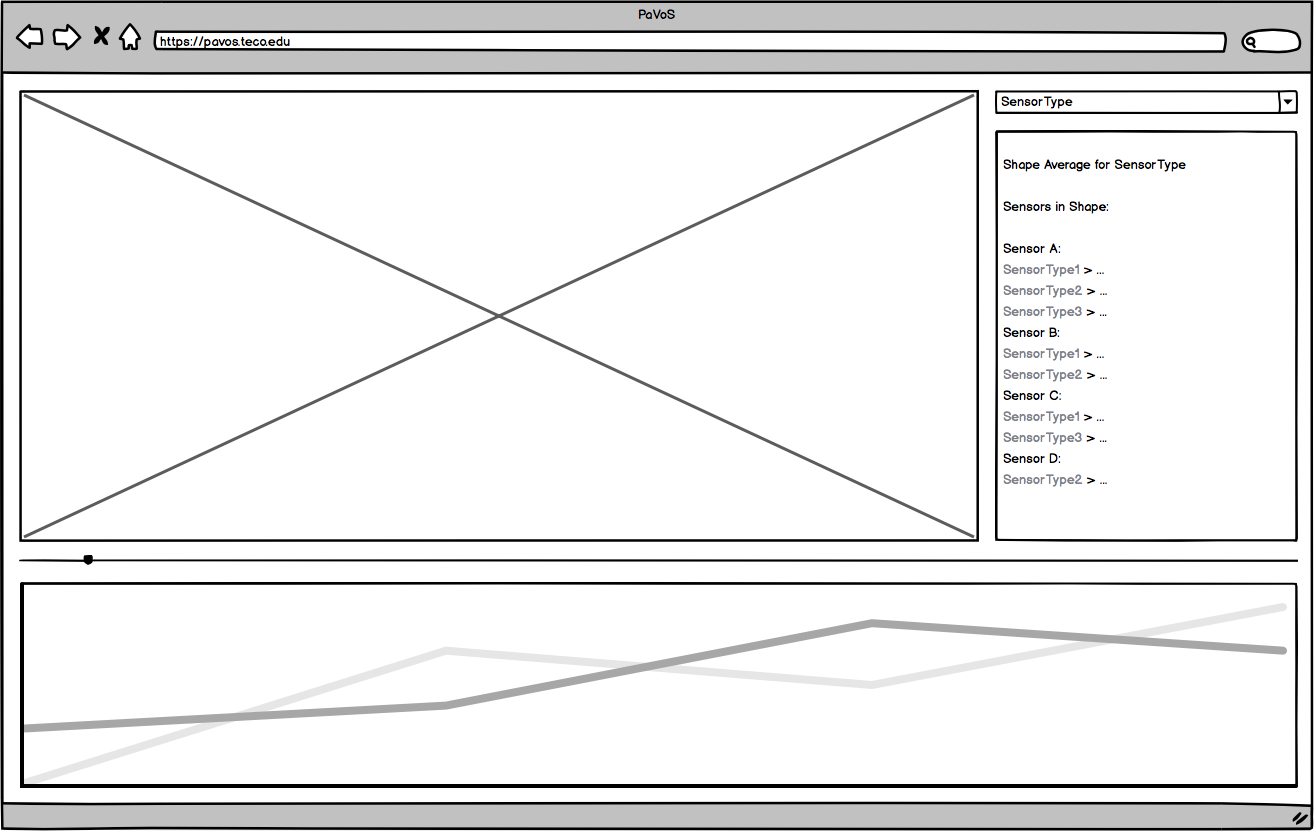 PaVoS
https://pavos.teco.edu
SensorType
Shape Average for SensorType
Sensors in Shape:
Sensor A:
SensorType1 > ...
SensorType2 > ...
SensorType3 > ...
Sensor B:
SensorType1 > ...
SensorType2 > ...
Sensor C:
SensorType1 > ...
SensorType3 > ...
Sensor D:
SensorType2 > ...